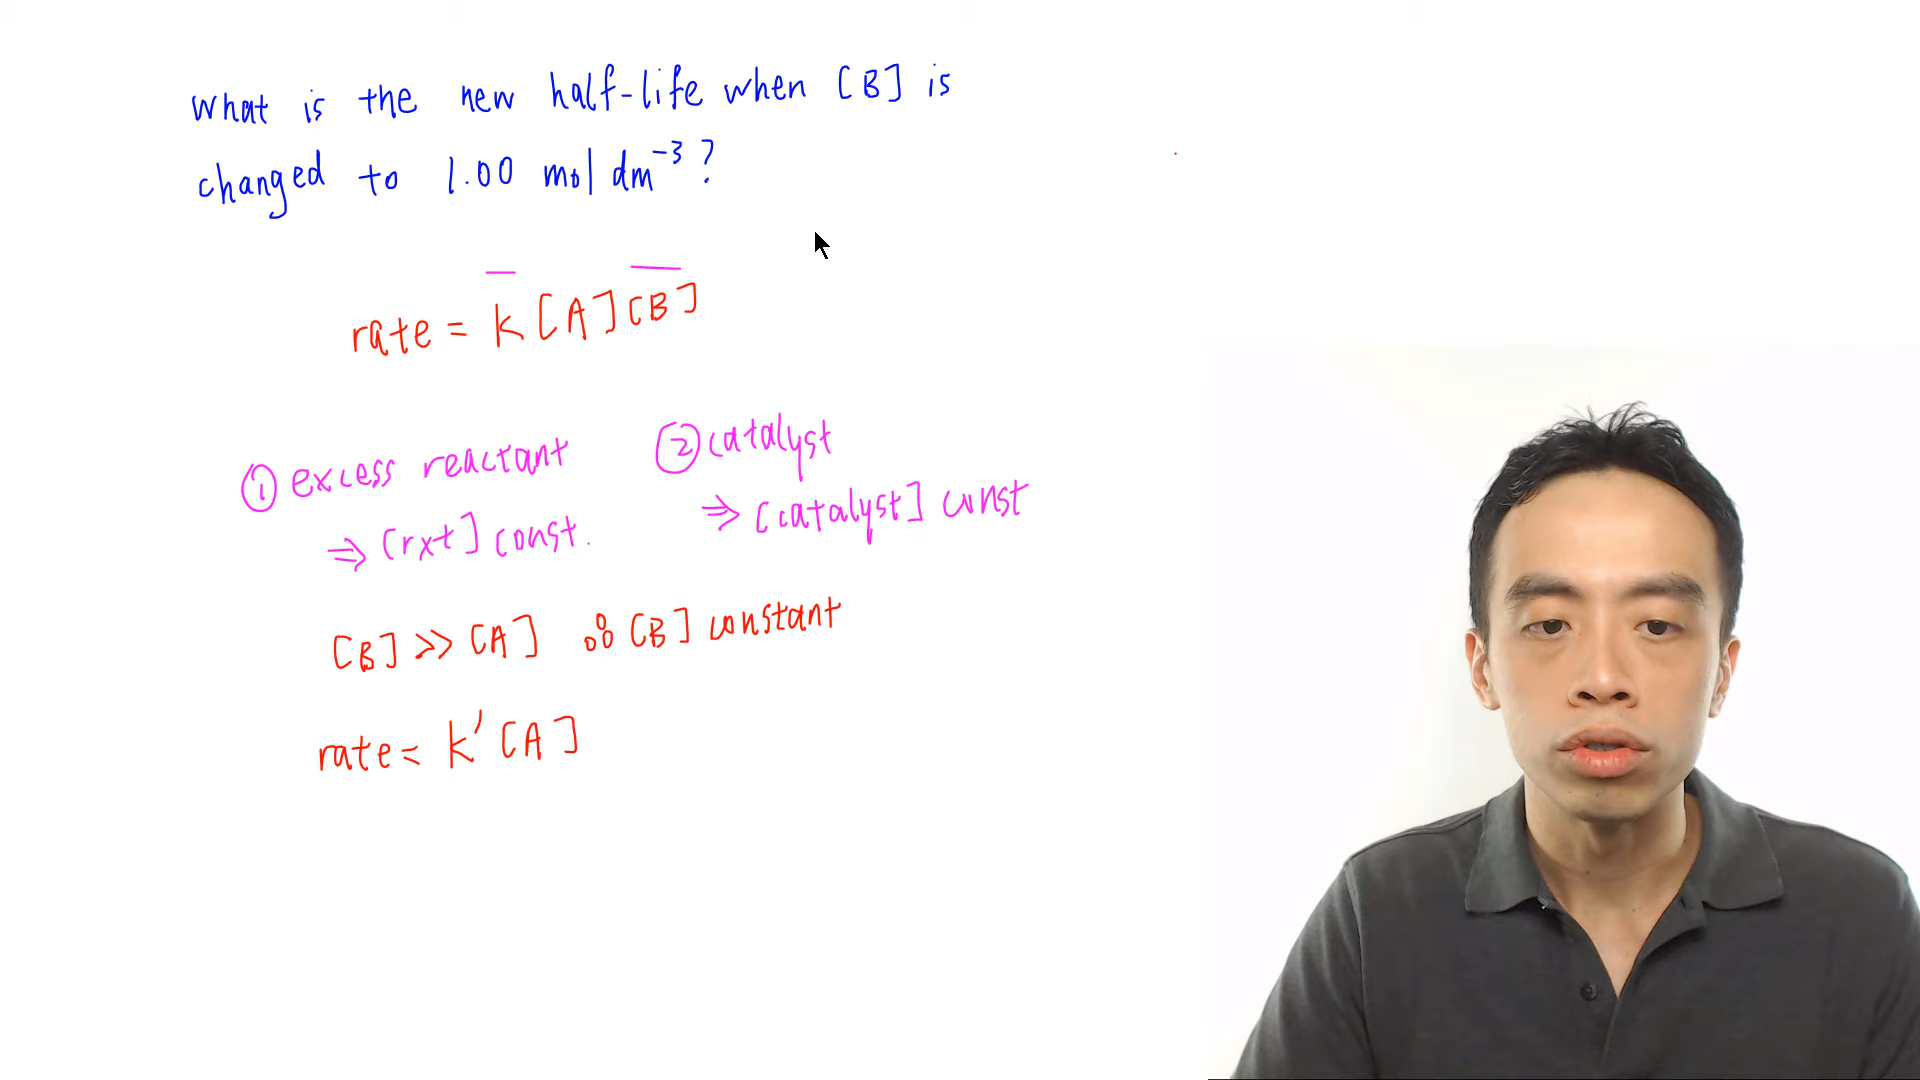 What is the new half-life when [B] is
changed to 1.00 mol dm⁻³?
rate = k [A][B]
① excess reactant
⇒ [rxt] const.
② catalyst
⇒ [catalyst] const
[B] >> [A] ∴ [B] constant
rate = k′ [A]